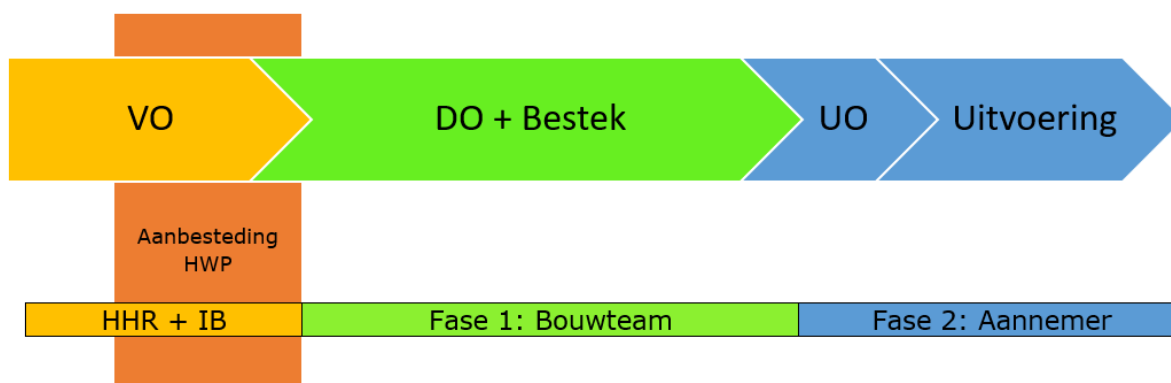 VO
DO + Bestek
UO
Uitvoering
Aanbesteding
HWP
HHR + IB
Fase 1: Bouwteam
Fase 2: Aannemer